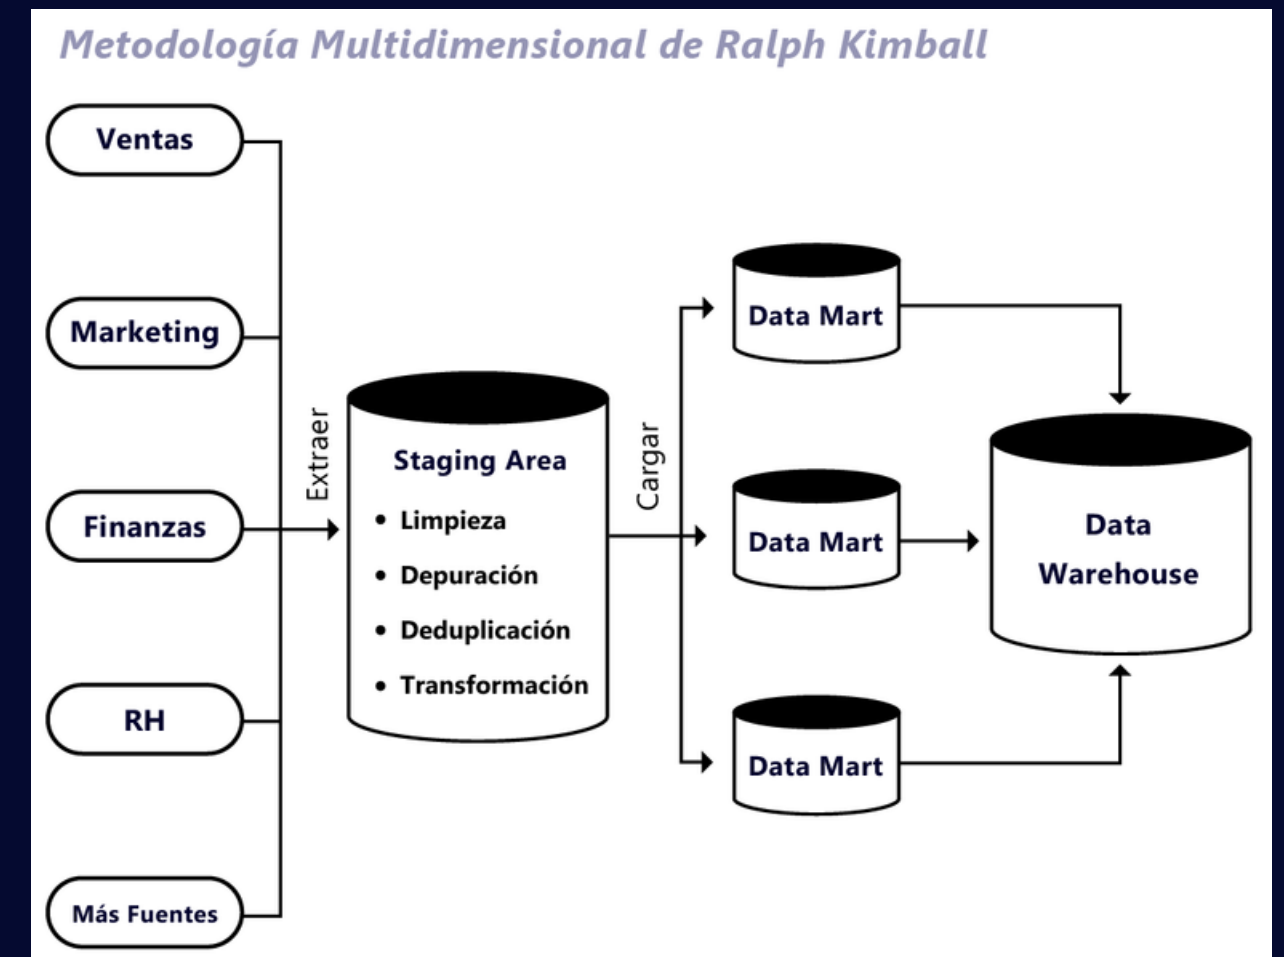 Metodología Multidimensional de Ralph Kimball
Ventas
Marketing
Finanzas
RH
Más Fuentes
Extraer
Staging Area
• Limpieza
• Depuración
• Deduplicación
• Transformación
Cargar
Data Mart
Data Mart
Data Mart
Data
Warehouse